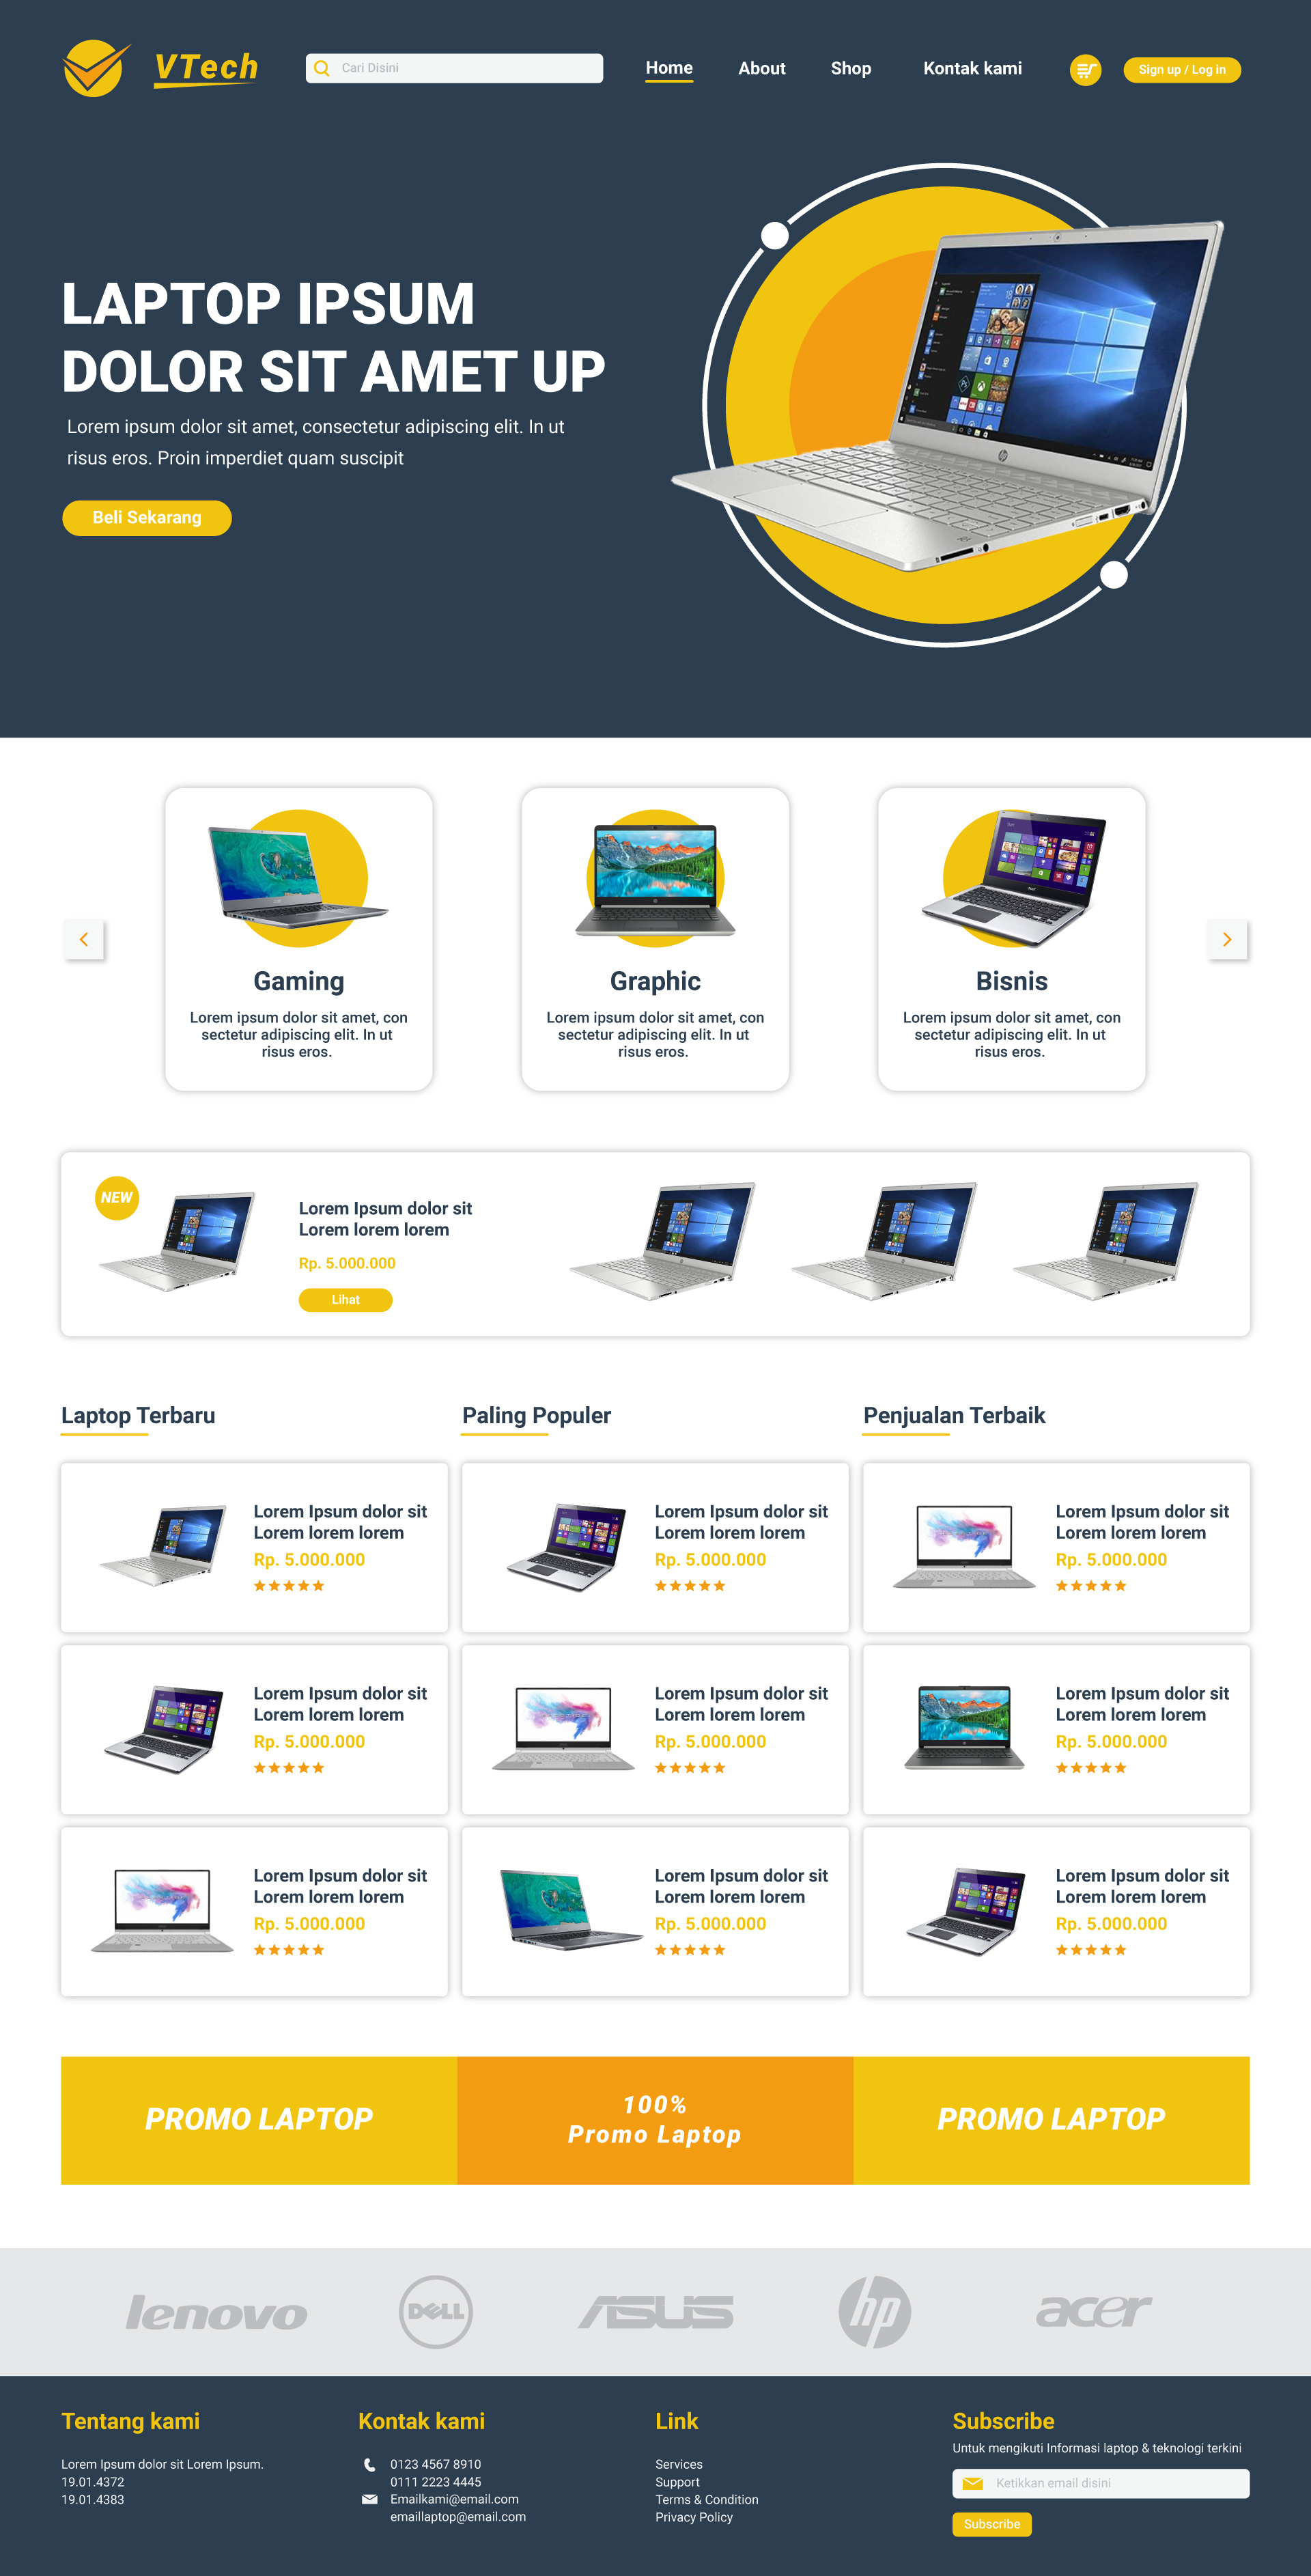 VTech
Cari Disini
Home
About
Shop
Kontak kami
Sign up / Log in
LAPTOP IPSUM
DOLOR SIT AMET UP
Lorem ipsum dolor sit amet, consectetur adipiscing elit. In ut
risus eros. Proin imperdiet quam suscipit
Beli Sekarang
hp
Gaming
Lorem ipsum dolor sit amet, con
sectetur adipiscing elit. In ut
risus eros.
Graphic
Lorem ipsum dolor sit amet, con
sectetur adipiscing elit. In ut
risus eros.
Bisnis
Lorem ipsum dolor sit amet, con
sectetur adipiscing elit. In ut
risus eros.
NEW
Lorem Ipsum dolor sit
Lorem lorem lorem
Rp. 5.000.000
Lihat
Laptop Terbaru
Lorem Ipsum dolor sit
Lorem lorem lorem
Rp. 5.000.000
Lorem Ipsum dolor sit
Lorem lorem lorem
Rp. 5.000.000
Lorem Ipsum dolor sit
Lorem lorem lorem
Rp. 5.000.000
Paling Populer
Lorem Ipsum dolor sit
Lorem lorem lorem
Rp. 5.000.000
Lorem Ipsum dolor sit
Lorem lorem lorem
Rp. 5.000.000
Lorem Ipsum dolor sit
Lorem lorem lorem
Rp. 5.000.000
Penjualan Terbaik
Lorem Ipsum dolor sit
Lorem lorem lorem
Rp. 5.000.000
Lorem Ipsum dolor sit
Lorem lorem lorem
Rp. 5.000.000
Lorem Ipsum dolor sit
Lorem lorem lorem
Rp. 5.000.000
PROMO LAPTOP
100%
Promo Laptop
PROMO LAPTOP
lenovo
DELL
ASUS
hp
acer
Tentang kami
Lorem Ipsum dolor sit Lorem Ipsum.
19.01.4372
19.01.4383
Kontak kami
0123 4567 8910
0111 2223 4445
Emailkami@email.com
emaillaptop@email.com
Link
Services
Support
Terms & Condition
Privacy Policy
Subscribe
Untuk mengikuti Informasi laptop & teknologi terkini
Ketikkan email disini
Subscribe